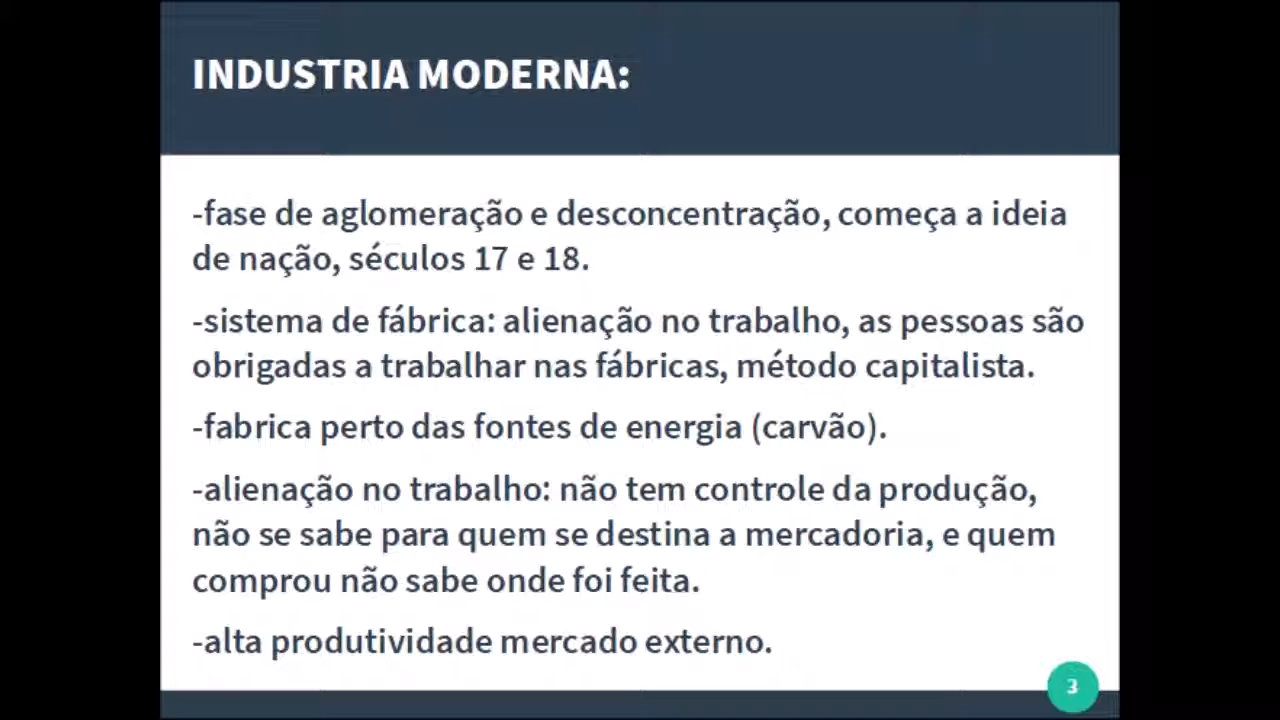 INDUSTRIA MODERNA:
-fase de aglomeração e desconcentração, começa a ideia
de nação, séculos 17 e 18.
-sistema de fábrica: alienação no trabalho, as pessoas são
obrigadas a trabalhar nas fábricas, método capitalista.
-fabrica perto das fontes de energia (carvão).
-alienação no trabalho: não tem controle da produção,
não se sabe para quem se destina a mercadoria, e quem
comprou não sabe onde foi feita.
-alta produtividade mercado externo.
3